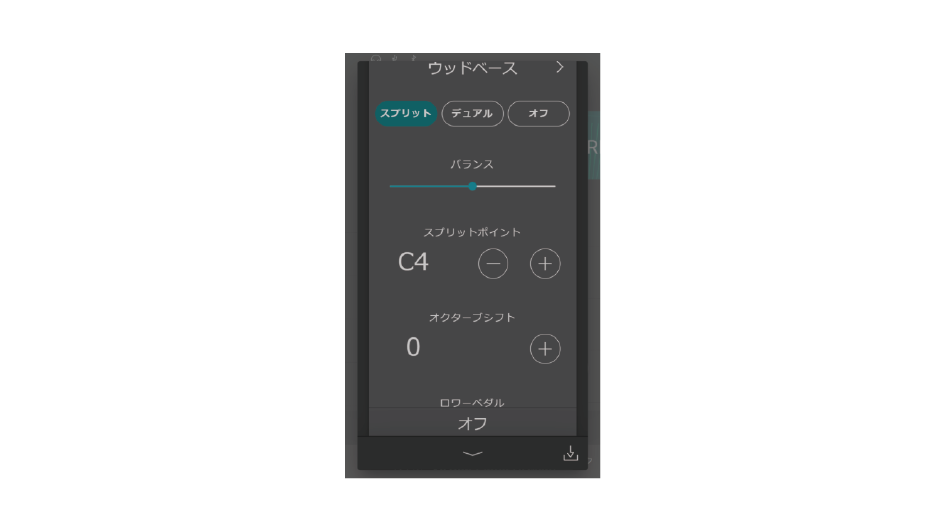 ウッドベース
スプリット デュアル オフ
バランス
R
スプリットポイント
C4
オクターブシフト
0
ロワーペダル
オフ